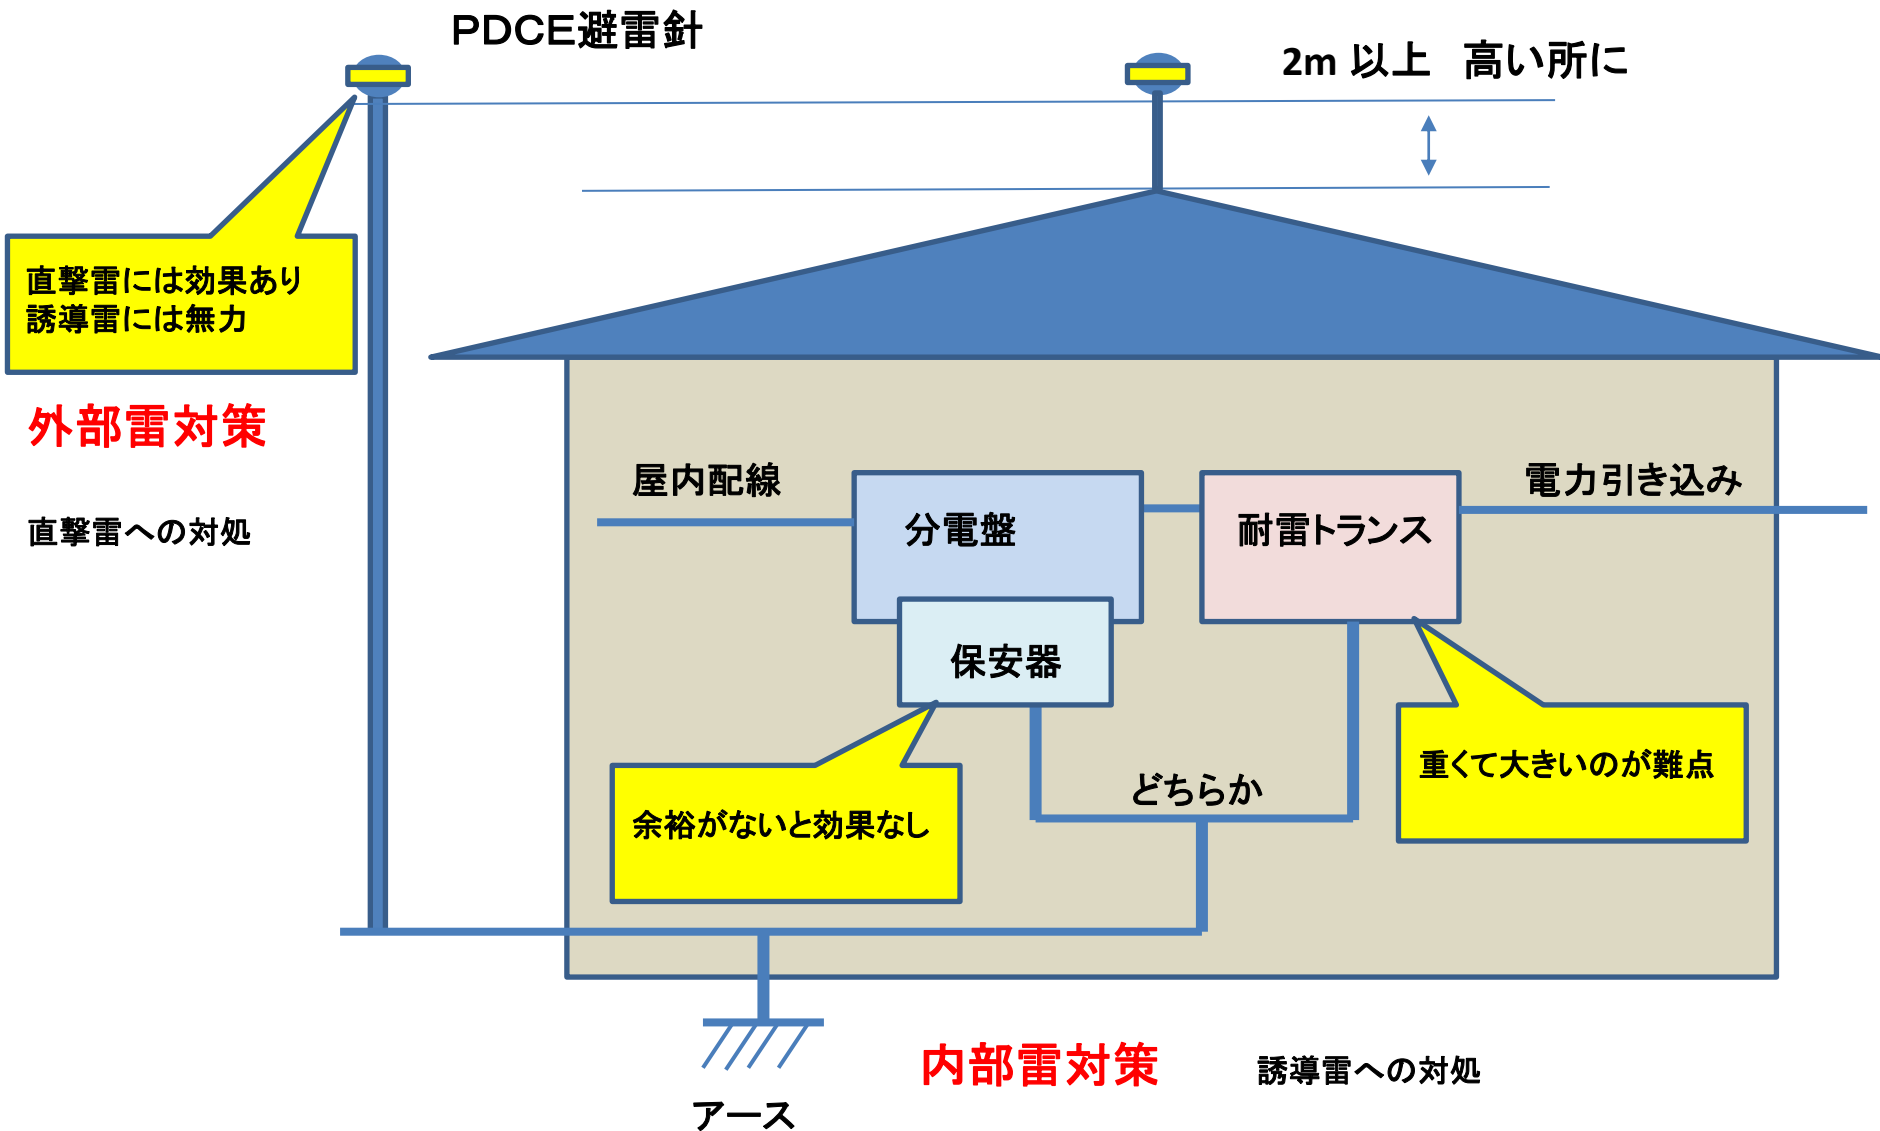 PDCE避雷針
2m 以上 高い所に
直撃雷には効果あり
誘導雷には無力
外部雷対策
直撃雷への対処
屋内配線
分電盤
耐雷トランス
電力引き込み
保安器
重くて大きいのが難点
どちらか
余裕がないと効果なし
内部雷対策
誘導雷への対処
アース